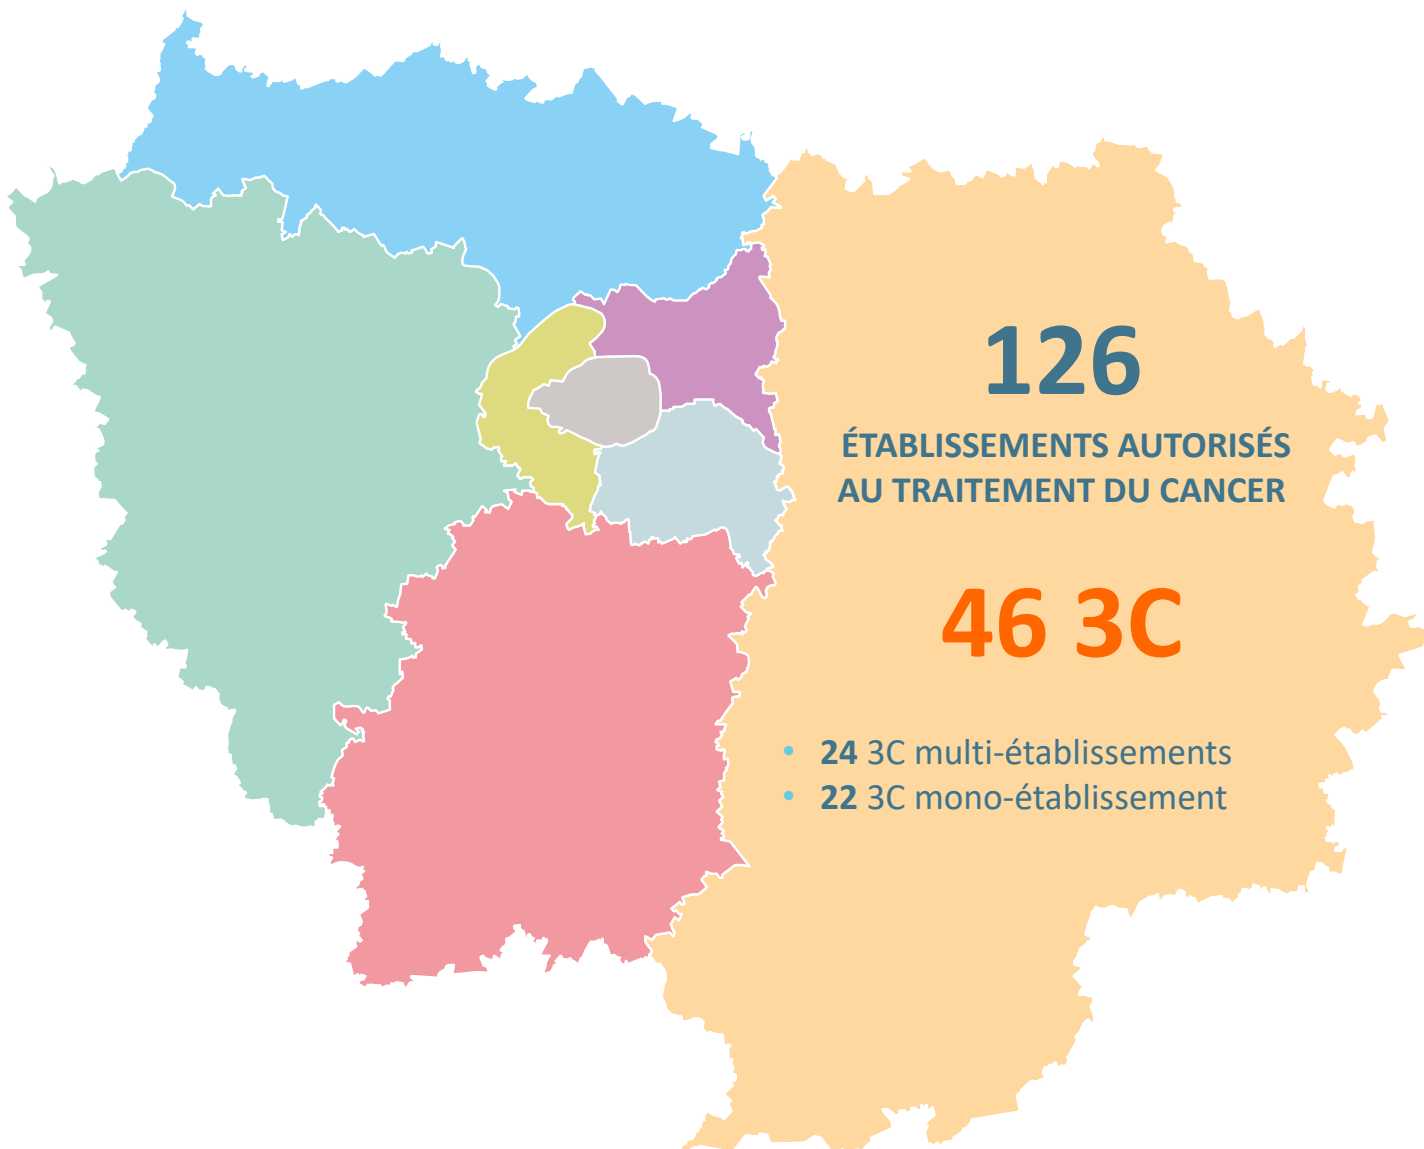 126
ÉTABLISSEMENTS AUTORISÉS
AU TRAITEMENT DU CANCER
46 3C
• 24 3C multi-établissements
• 22 3C mono-établissement